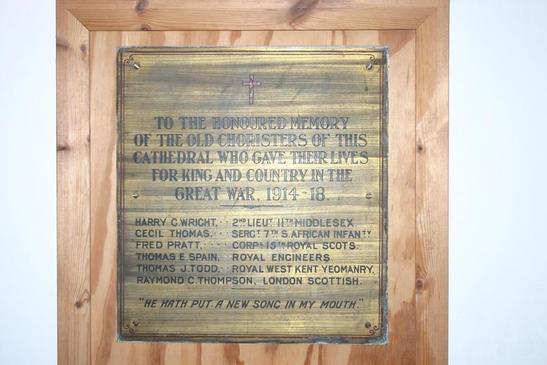 TO THE HONOURED MEMORY
OF THE OLD CHORISTERS OF THIS
CATHEDRAL WHO GAVE THEIR LIVES
FOR KING AND COUNTRY IN THE
GREAT WAR, 1914-18.
HARRY C. WRIGHT, ·· 2ND LIEUT 11TH MIDDLESEX.
CECIL THOMAS, ··· SERGT 7TH S. AFRICAN INFANTY
FRED PRATT, ···· CORPL 15TH ROYAL SCOTS.
THOMAS E. SPAIN, · ROYAL ENGINEERS.
THOMAS J. TODD, · ROYAL WEST KENT YEOMANRY.
RAYMOND C. THOMPSON, LONDON SCOTTISH.
"HE HATH PUT A NEW SONG IN MY MOUTH."